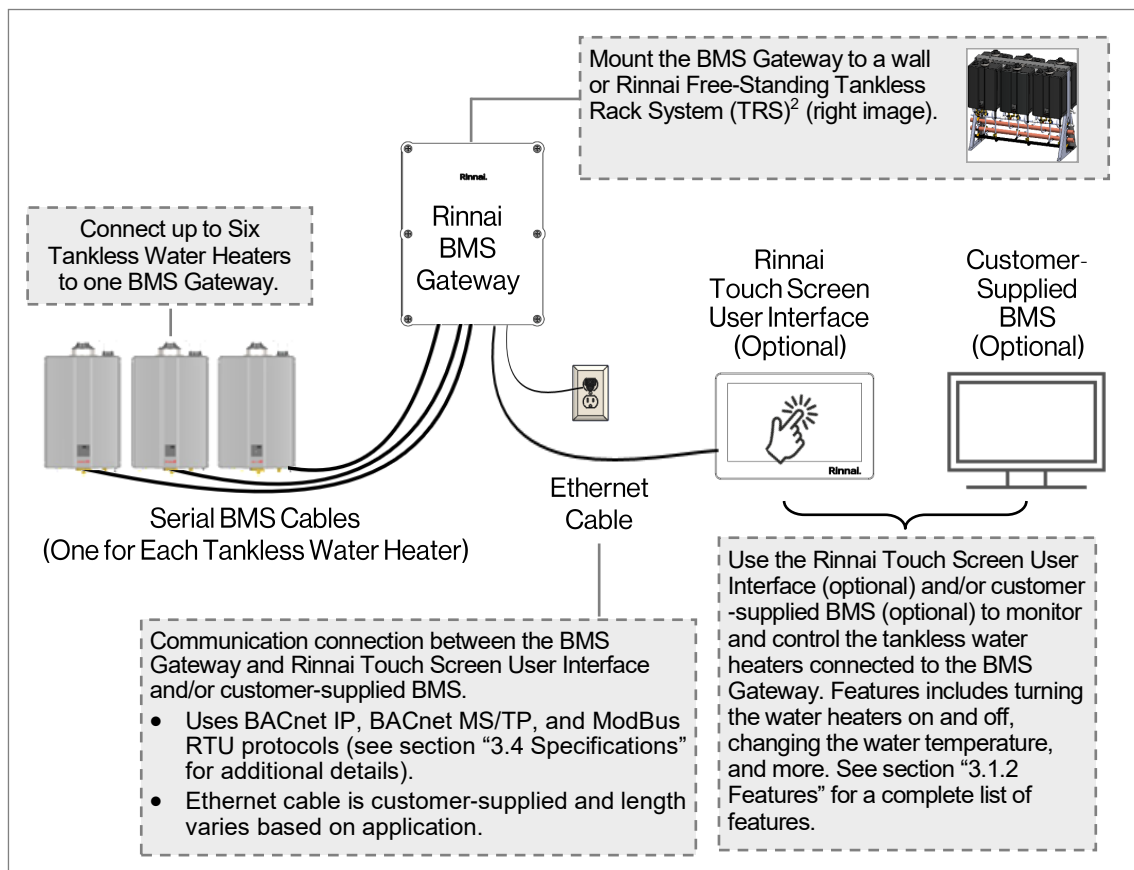 Mount the BMS Gateway to a wall
or Rinnai Free-Standing Tankless
Rack System (TRS)² (right image).
Rinnai.
Rinnai
BMS
Gateway
Connect up to Six
Tankless Water Heaters
to one BMS Gateway.
Rinnai
Touch Screen
User Interface
(Optional)
Customer-
Supplied
BMS
(Optional)
Rinnai.
Ethernet
Cable
Serial BMS Cables
(One for Each Tankless Water Heater)
Communication connection between the BMS
Gateway and Rinnai Touch Screen User Interface
and/or customer-supplied BMS.
• Uses BACnet IP, BACnet MS/TP, and ModBus
RTU protocols (see section “3.4 Specifications”
for additional details).
• Ethernet cable is customer-supplied and length
varies based on application.
Use the Rinnai Touch Screen User
Interface (optional) and/or customer
-supplied BMS (optional) to monitor
and control the tankless water
heaters connected to the BMS
Gateway. Features includes turning
the water heaters on and off,
changing the water temperature,
and more. See section “3.1.2
Features” for a complete list of
features.